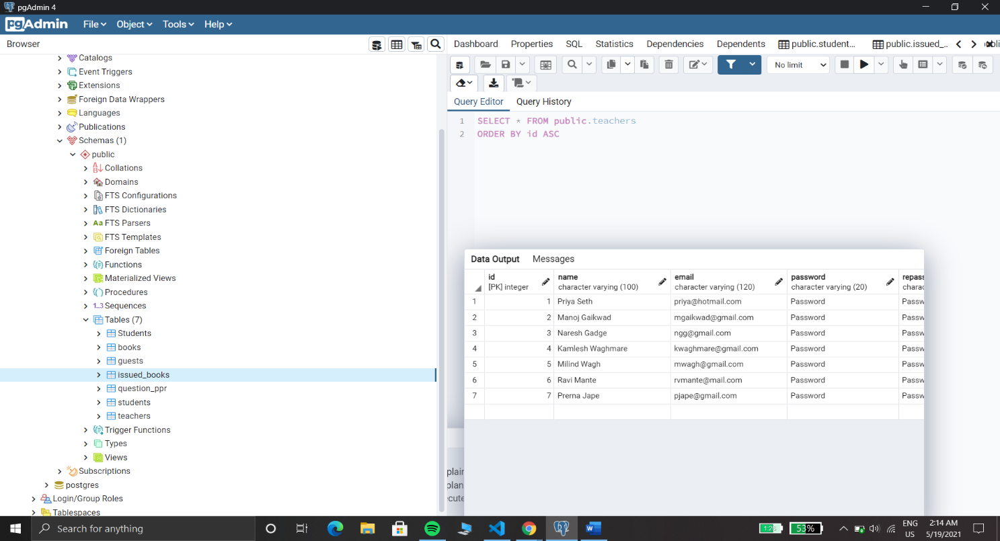 pgAdmin 4
pgAdmin File Object Tools Help
Browser
Dashboard Properties SQL Statistics Dependencies Dependents public.student... public.issued_...
No limit
Query Editor Query History
1 SELECT * FROM public.teachers
2 ORDER BY id ASC
Catalogs
Event Triggers
Extensions
Foreign Data Wrappers
Languages
Publications
Schemas (1)
public
Collations
Domains
FTS Configurations
FTS Dictionaries
Aa FTS Parsers
FTS Templates
Foreign Tables
Functions
Materialized Views
Procedures
1..3 Sequences
Tables (7)
Students
books
guests
issued_books
question_ppr
students
teachers
Trigger Functions
Types
Views
Subscriptions
postgres
Login/Group Roles
Tablespaces
Data Output Messages
id name email password repass
[PK] integer character varying (100) character varying (120) character varying (20) charac
1 1 Priya Seth priya@hotmail.com Password Passw
2 2 Manoj Gaikwad mgaikwad@gmail.com Password Passw
3 3 Naresh Gadge ngg@gmail.com Password Passw
4 4 Kamlesh Waghmare kwaghmare@gmail.com Password Passw
5 5 Milind Wagh mwagh@gmail.com Password Passw
6 6 Ravi Mante rvmante@mail.com Password Passw
7 7 Prerna Jape pjape@gmail.com Password Passw
plain
plan
ecute
Search for anything
53%
ENG
US
2:14 AM
5/19/2021